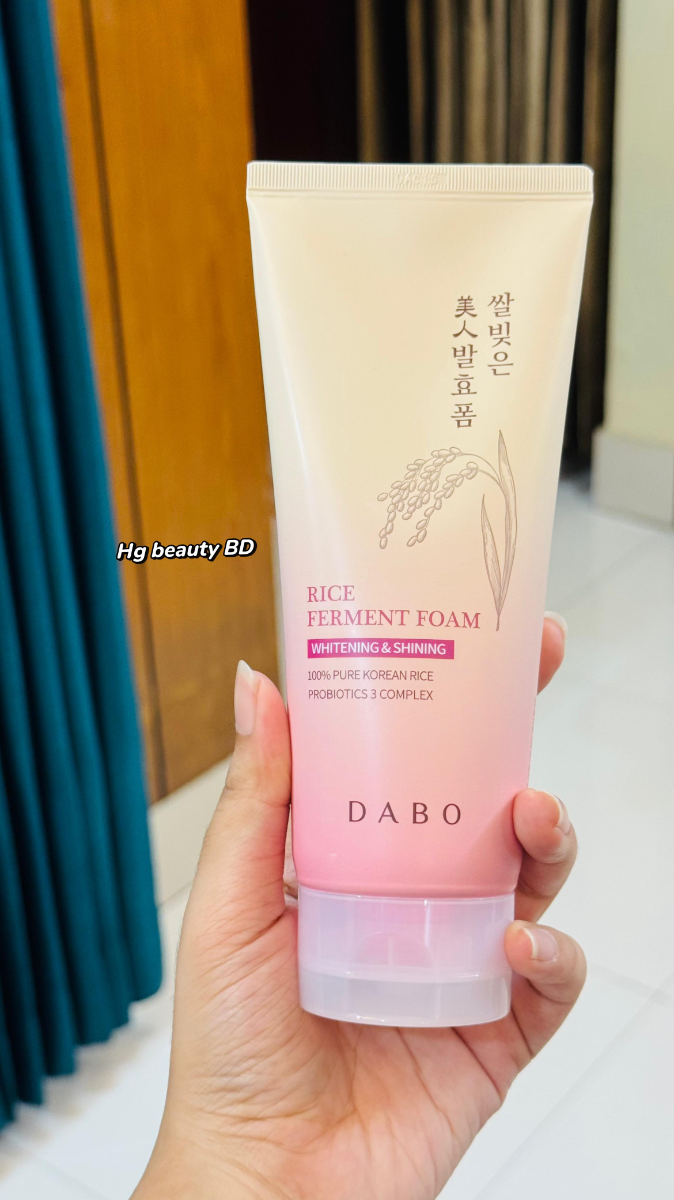 쌀빚은
美人발효폼
Hg beauty BD
RICE
FERMENT FOAM
WHITENING & SHINING
100% PURE KOREAN RICE
PROBIOTICS 3 COMPLEX
DABO